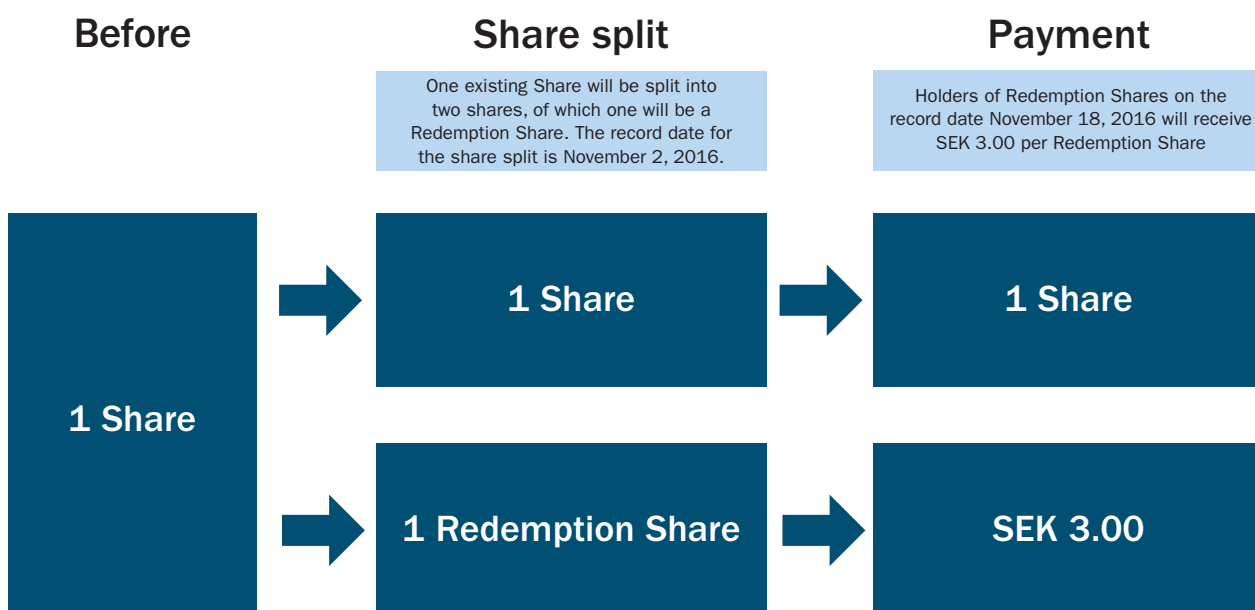 Before
Share split
Payment
One existing Share will be split into
two shares, of which one will be a
Redemption Share. The record date for
the share split is November 2, 2016.
Holders of Redemption Shares on the
record date November 18, 2016 will receive
SEK 3.00 per Redemption Share
1 Share
1 Share
1 Share
1 Redemption Share
SEK 3.00